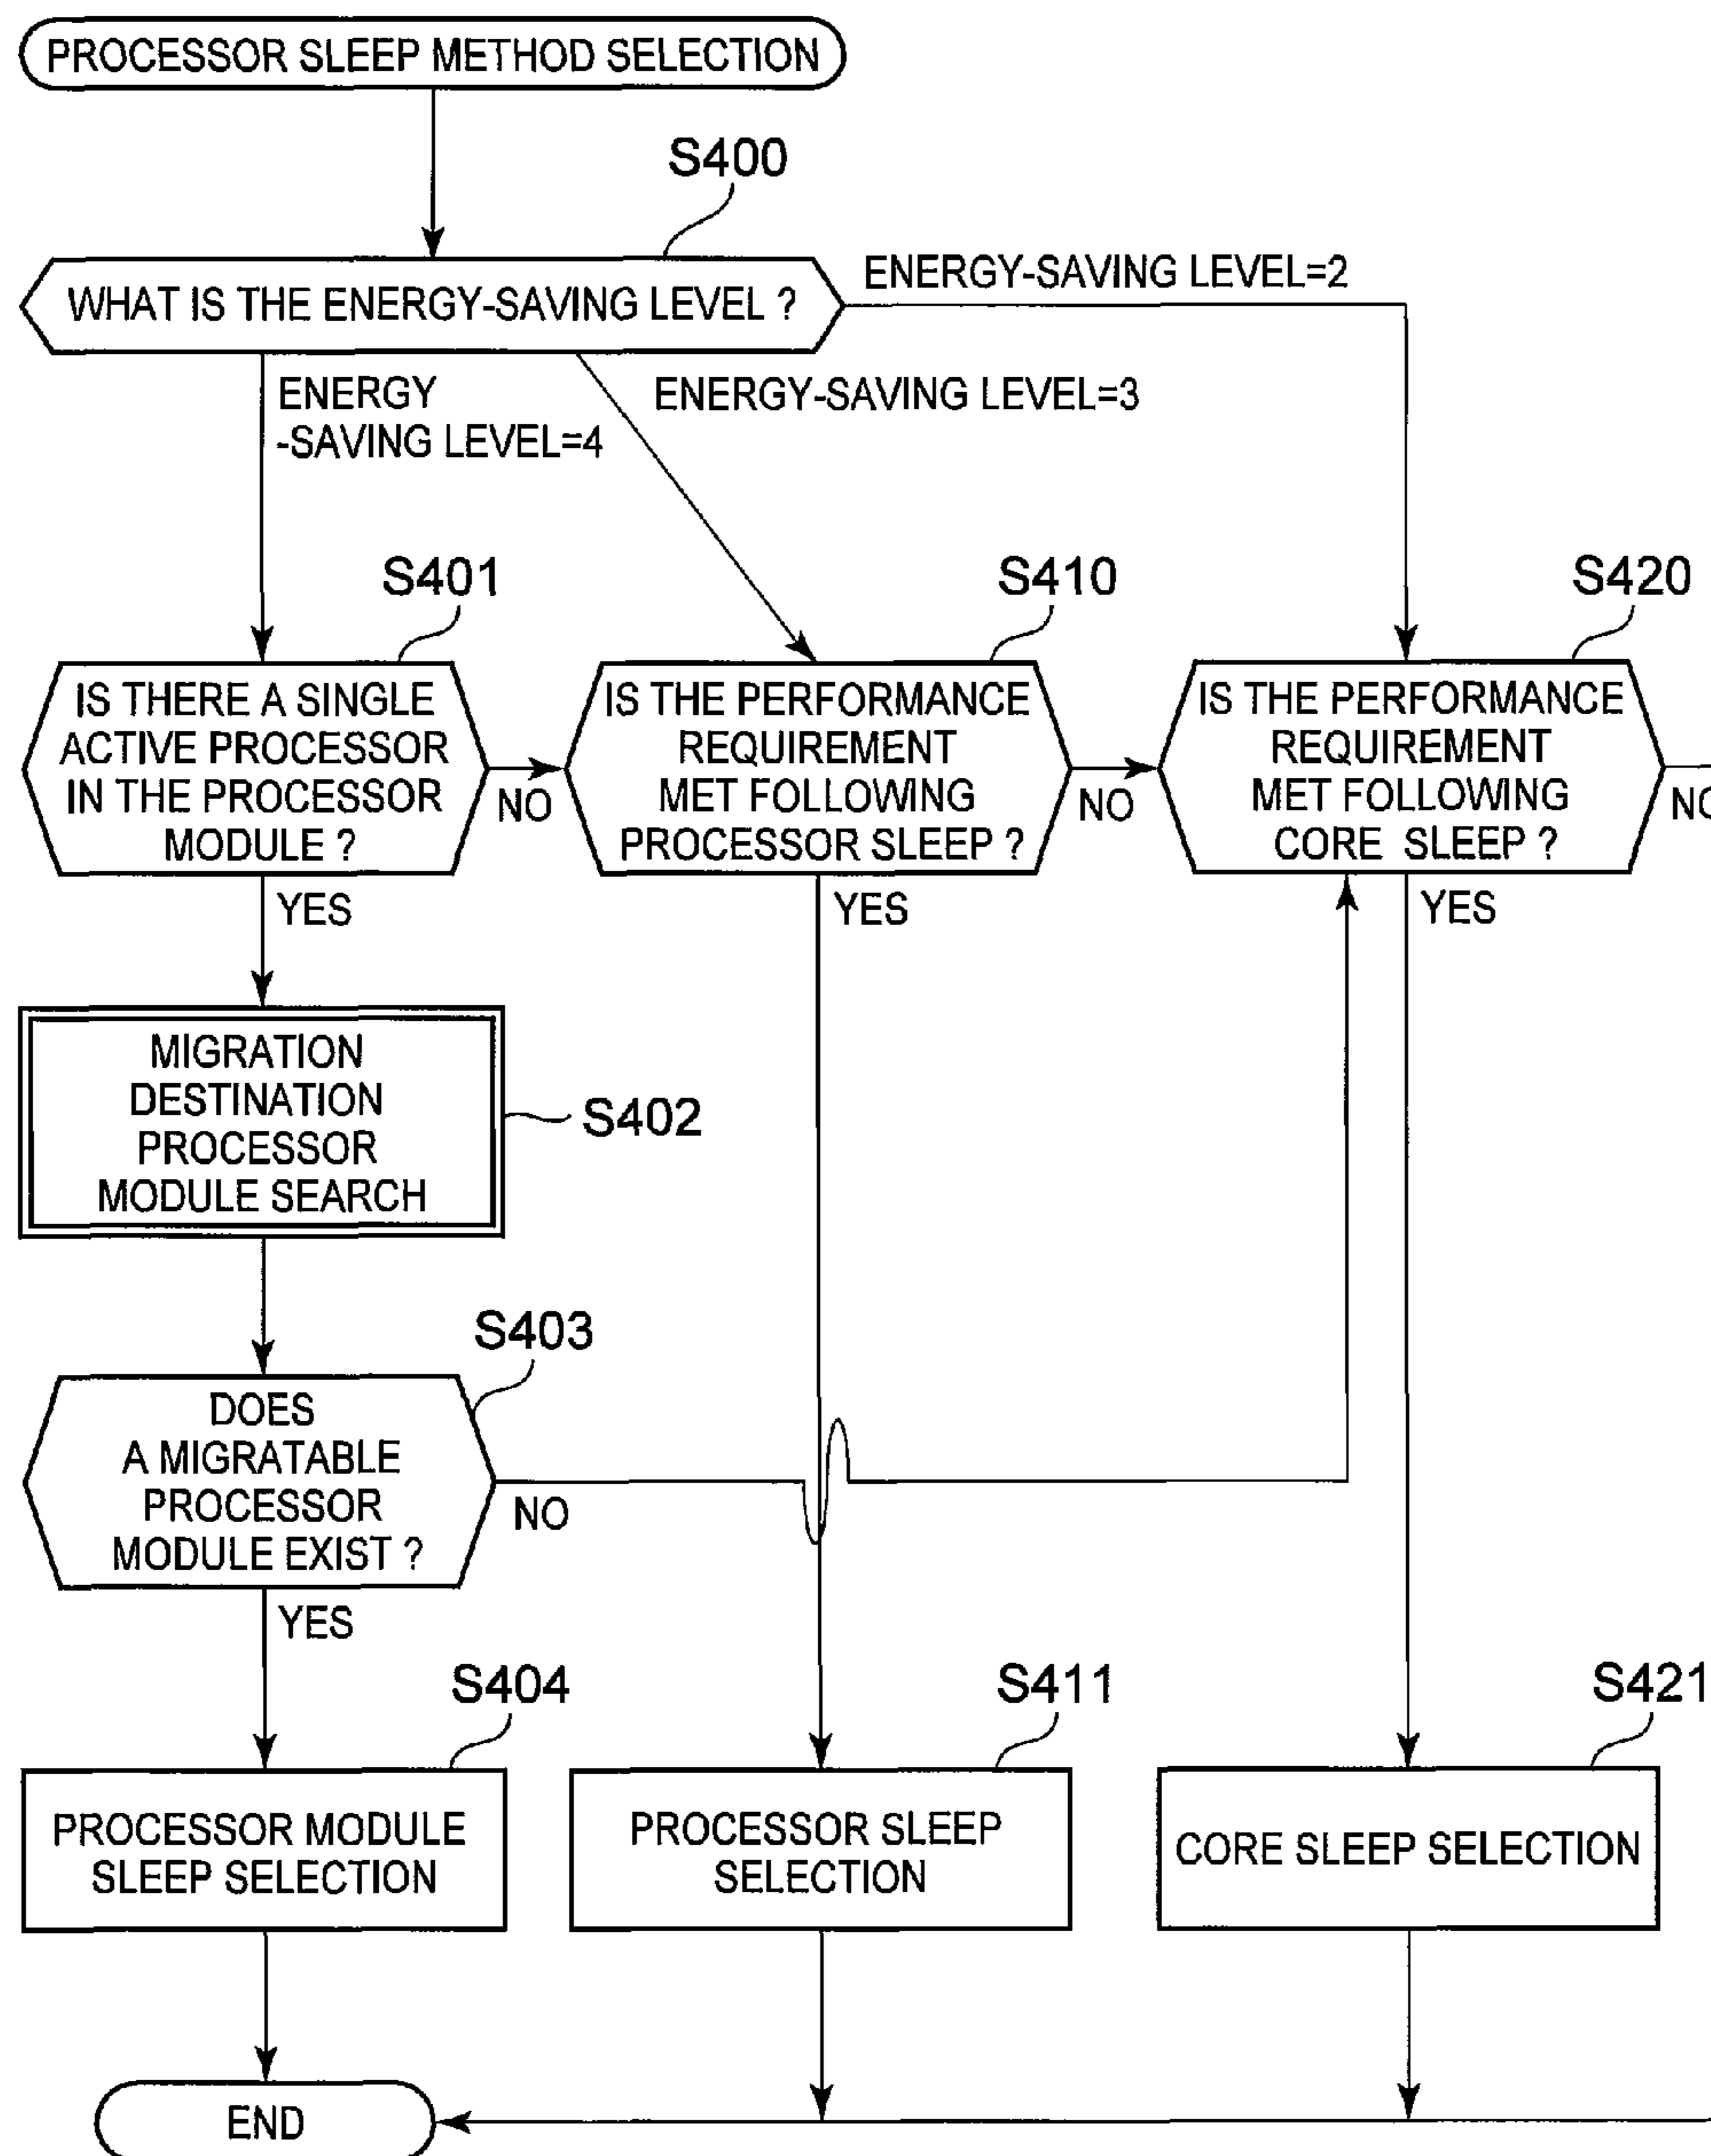 PROCESSOR SLEEP METHOD SELECTION
S400
WHAT IS THE ENERGY-SAVING LEVEL ?
ENERGY-SAVING LEVEL=2
ENERGY
-SAVING LEVEL=4
ENERGY-SAVING LEVEL=3
S401
IS THERE A SINGLE
ACTIVE PROCESSOR
IN THE PROCESSOR
MODULE ?
NO
YES
S410
IS THE PERFORMANCE
REQUIREMENT
MET FOLLOWING
PROCESSOR SLEEP ?
NO
YES
S420
IS THE PERFORMANCE
REQUIREMENT
MET FOLLOWING
CORE SLEEP ?
NO
YES
MIGRATION
DESTINATION
PROCESSOR
MODULE SEARCH
S402
S403
DOES
A MIGRATABLE
PROCESSOR
MODULE EXIST ?
NO
YES
S404
PROCESSOR MODULE
SLEEP SELECTION
S411
PROCESSOR SLEEP
SELECTION
S421
CORE SLEEP SELECTION
END